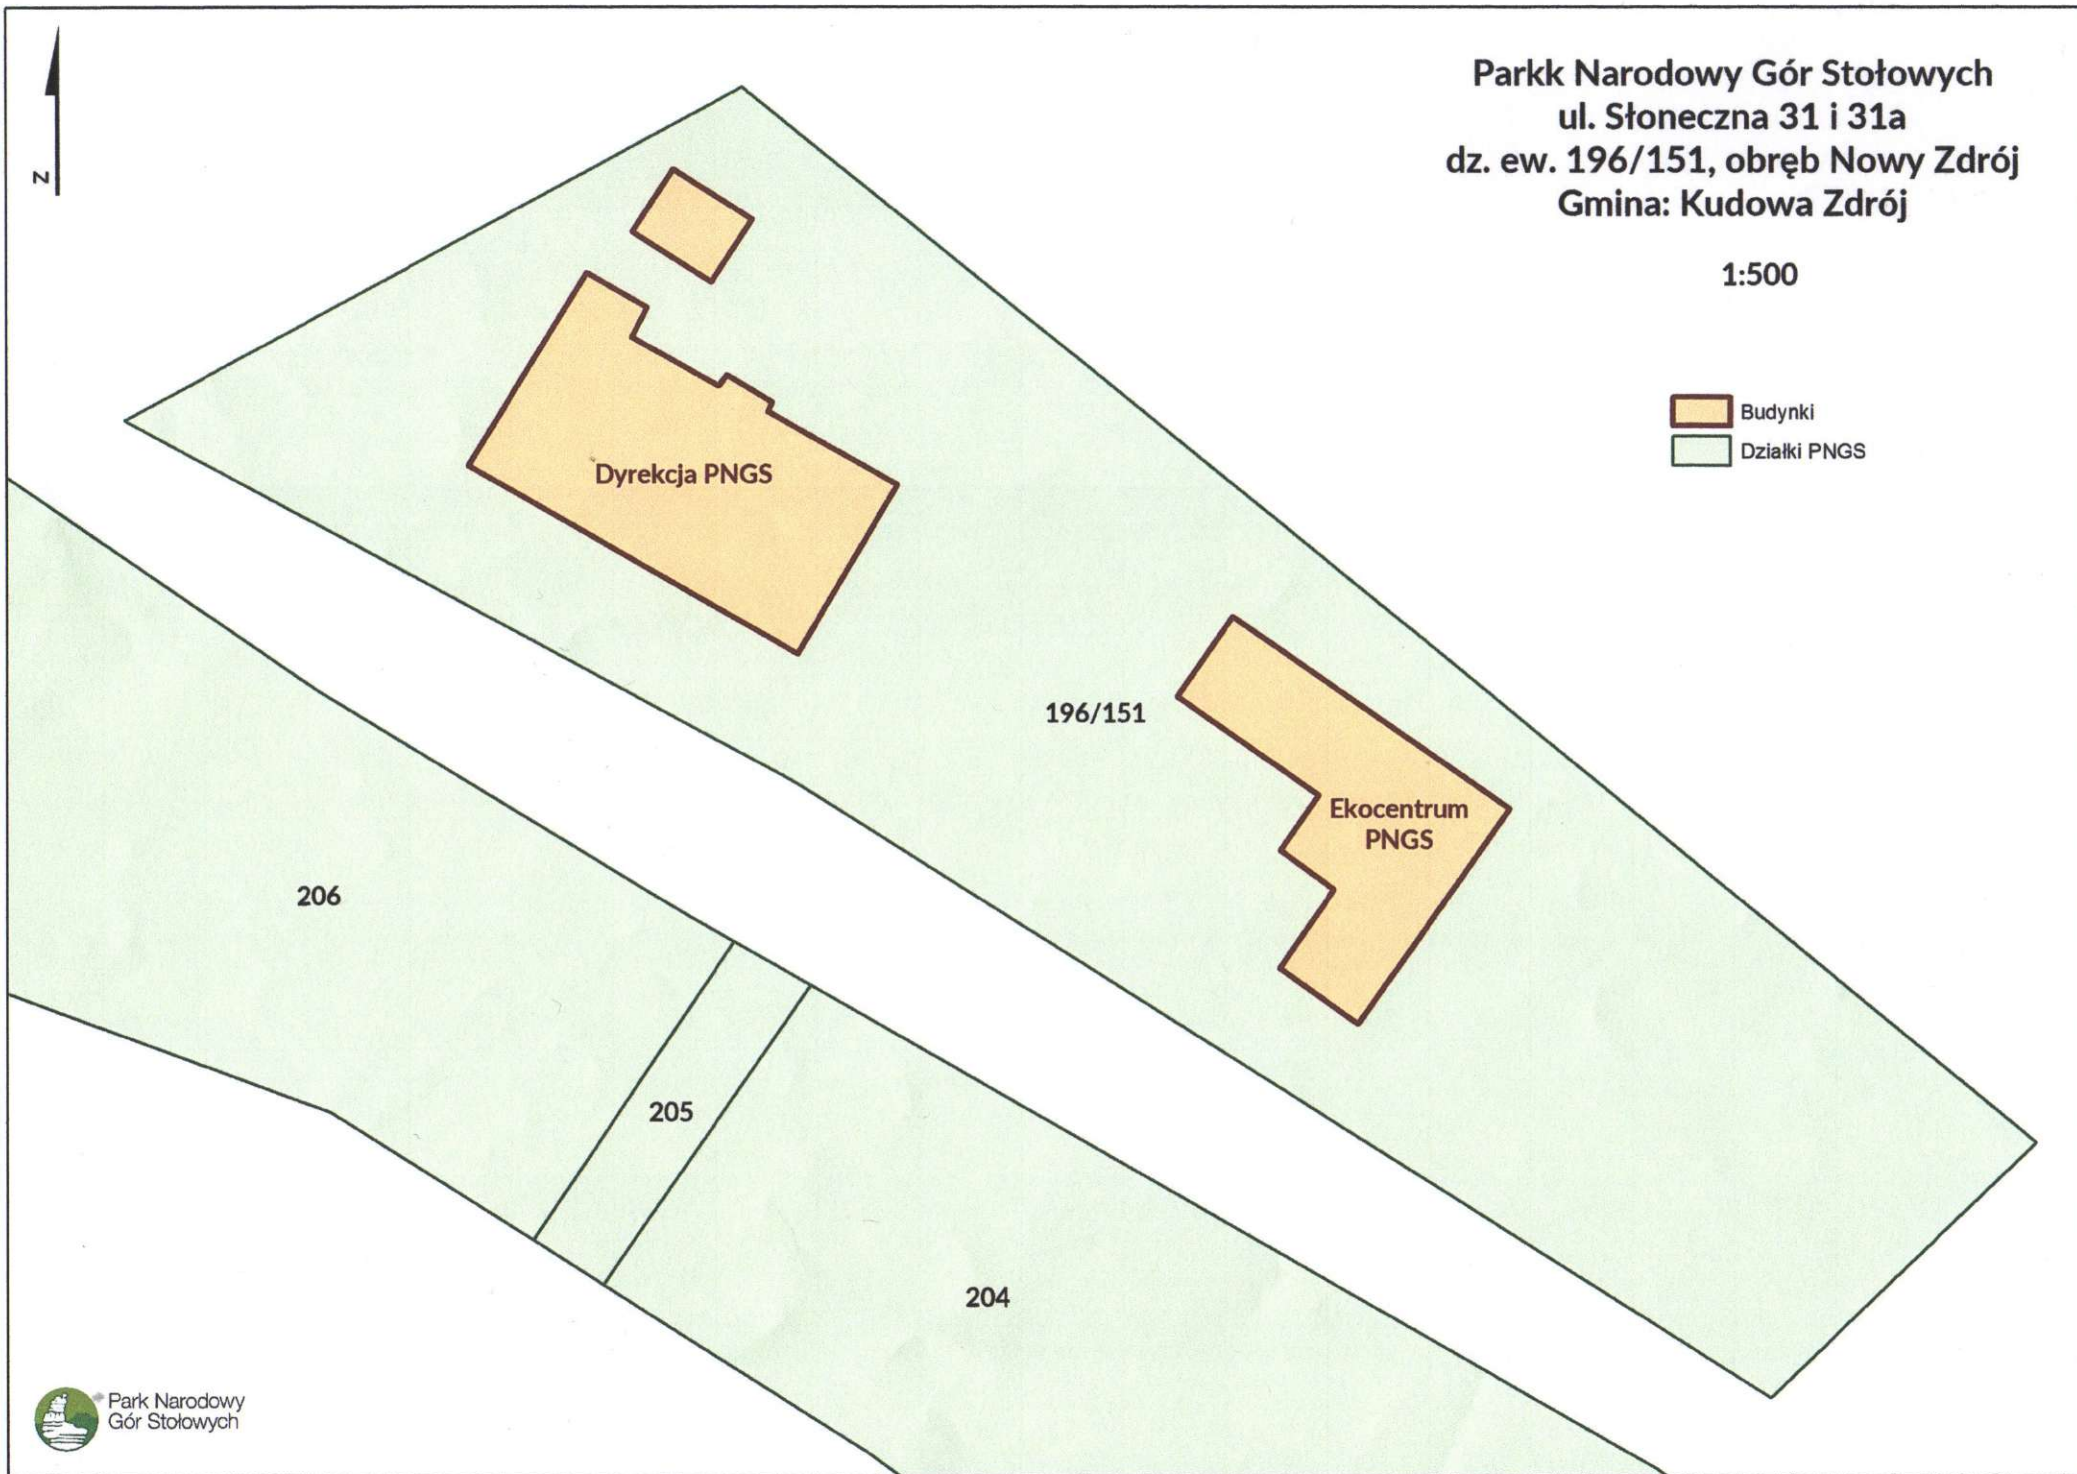 Parkk Narodowy Gór Stołowych
ul. Słoneczna 31 i 31a
dz. ew. 196/151, obręb Nowy Zdrój
Gmina: Kudowa Zdrój
1:500
Budynki
Działki PNGS
N
Dyrekcja PNGS
196/151
Ekocentrum
PNGS
206
205
204
Park Narodowy
Gór Stołowych